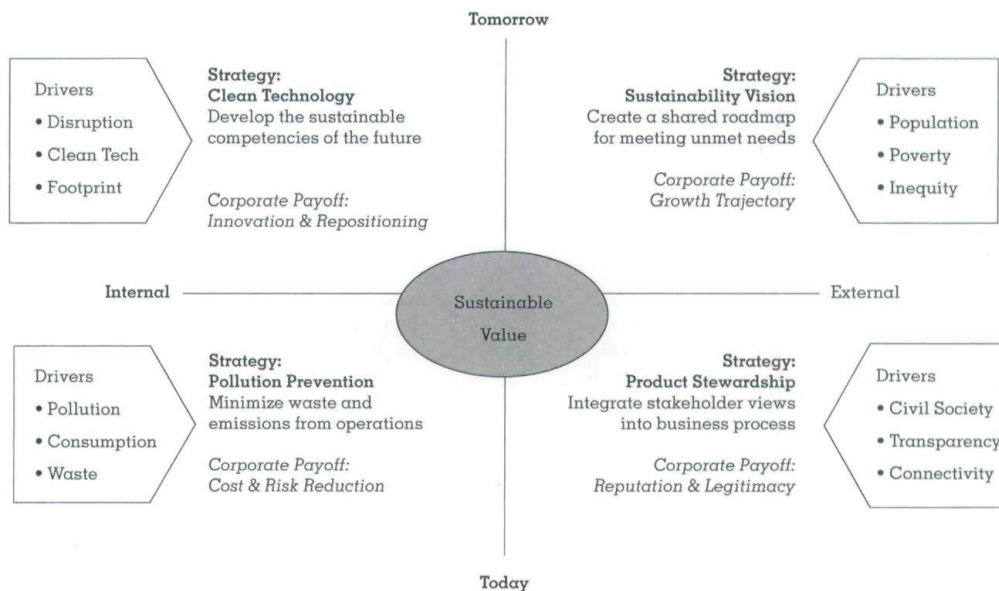 Tomorrow
Drivers
• Disruption
• Clean Tech
• Footprint
Strategy:
Clean Technology
Develop the sustainable
competencies of the future
Corporate Payoff:
Innovation & Repositioning
Strategy:
Sustainability Vision
Create a shared roadmap
for meeting unmet needs
Corporate Payoff:
Growth Trajectory
Drivers
• Population
• Poverty
• Inequity
Internal
Sustainable
Value
External
Drivers
• Pollution
• Consumption
• Waste
Strategy:
Pollution Prevention
Minimize waste and
emissions from operations
Corporate Payoff:
Cost & Risk Reduction
Strategy:
Product Stewardship
Integrate stakeholder views
into business process
Corporate Payoff:
Reputation & Legitimacy
Drivers
• Civil Society
• Transparency
• Connectivity
Today